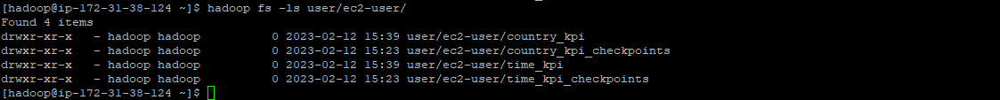 [hadoop@ip-172-31-38-124 ~]$ hadoop fs -ls user/ec2-user/
Found 4 items
drwxr-xr-x   - hadoop hadoop          0 2023-02-12 15:39 user/ec2-user/country_kpi
drwxr-xr-x   - hadoop hadoop          0 2023-02-12 15:23 user/ec2-user/country_kpi_checkpoints
drwxr-xr-x   - hadoop hadoop          0 2023-02-12 15:39 user/ec2-user/time_kpi
drwxr-xr-x   - hadoop hadoop          0 2023-02-12 15:23 user/ec2-user/time_kpi_checkpoints
[hadoop@ip-172-31-38-124 ~]$